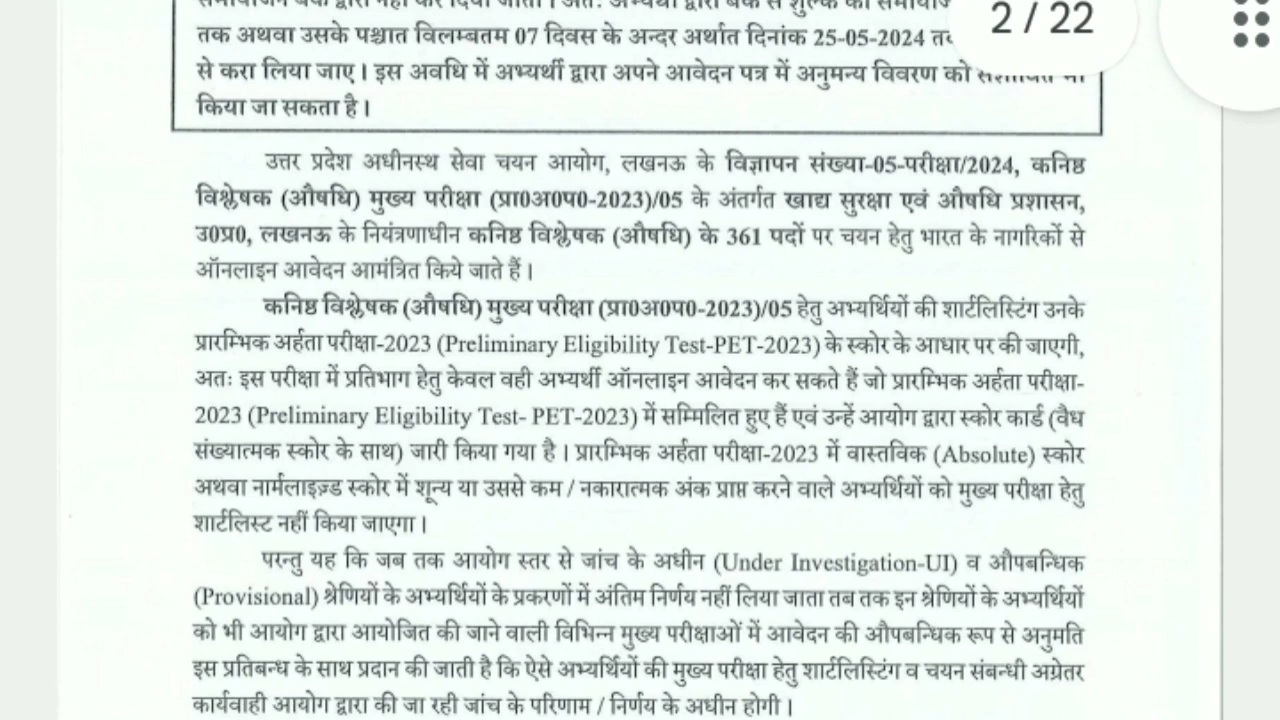 2 / 22
तक अथवा उसके पश्चात विलम्बतम 07 दिवस के अन्दर अर्थात दिनांक 25-05-2024
से करा लिया जाए। इस अवधि में अभ्यर्थी द्वारा अपने आवेदन पत्र में अनुमन्य विवरण को
किया जा सकता है।
उत्तर प्रदेश अधीनस्थ सेवा चयन आयोग, लखनऊ के विज्ञापन संख्या-05-परीक्षा/2024, कनिष्ठ
विश्लेषक (औषधि) मुख्य परीक्षा (प्रा0अ0प0-2023)/05 के अंतर्गत खाद्य सुरक्षा एवं औषधि प्रशासन,
उ0प्र0, लखनऊ के नियंत्रणाधीन कनिष्ठ विश्लेषक (औषधि) के 361 पदों पर चयन हेतु भारत के नागरिकों से
ऑनलाइन आवेदन आमंत्रित किये जाते हैं।
कनिष्ठ विश्लेषक (औषधि) मुख्य परीक्षा (प्रा0अ0प0-2023)/05 हेतु अभ्यर्थियों की शार्टलिस्टिंग उनके
प्रारम्भिक अर्हता परीक्षा-2023 (Preliminary Eligibility Test-PET-2023) के स्कोर के आधार पर की जाएगी,
अतः इस परीक्षा में प्रतिभाग हेतु केवल वही अभ्यर्थी ऑनलाइन आवेदन कर सकते हैं जो प्रारम्भिक अर्हता परीक्षा-
2023 (Preliminary Eligibility Test- PET-2023) में सम्मिलित हुए हैं एवं उन्हें आयोग द्वारा स्कोर कार्ड (वैध
संख्यात्मक स्कोर के साथ) जारी किया गया है। प्रारम्भिक अर्हता परीक्षा-2023 में वास्तविक (Absolute) स्कोर
अथवा नार्मलाइज़्ड स्कोर में शून्य या उससे कम / नकारात्मक अंक प्राप्त करने वाले अभ्यर्थियों को मुख्य परीक्षा हेतु
शार्टलिस्ट नहीं किया जाएगा।
परन्तु यह कि जब तक आयोग स्तर से जांच के अधीन (Under Investigation-UI) व औपबन्धिक
(Provisional) श्रेणियों के अभ्यर्थियों के प्रकरणों में अंतिम निर्णय नहीं लिया जाता तब तक इन श्रेणियों के अभ्यर्थियों
को भी आयोग द्वारा आयोजित की जाने वाली विभिन्न मुख्य परीक्षाओं में आवेदन की औपबन्धिक रूप से अनुमति
इस प्रतिबन्ध के साथ प्रदान की जाती है कि ऐसे अभ्यर्थियों की मुख्य परीक्षा हेतु शार्टलिस्टिंग व चयन संबन्धी अग्रेतर
कार्यवाही आयोग द्वारा की जा रही जांच के परिणाम / निर्णय के अधीन होगी।